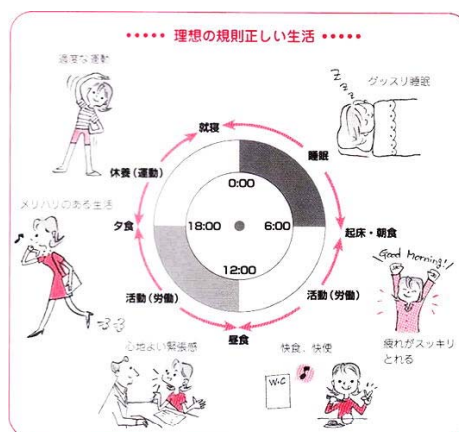 理想の規則正しい生活
適度な運動
グッスリ睡眠
ZZZZ
就寝
休養(運動)
睡眠
0:00
メリハリのある生活
夕食
18:00
6:00
起床・朝食
12:00
Good Morning!
活動(労働)
活動(労働)
昼食
心地よい緊張感
快食、快便
疲れがスッキリ
とれる
W・C